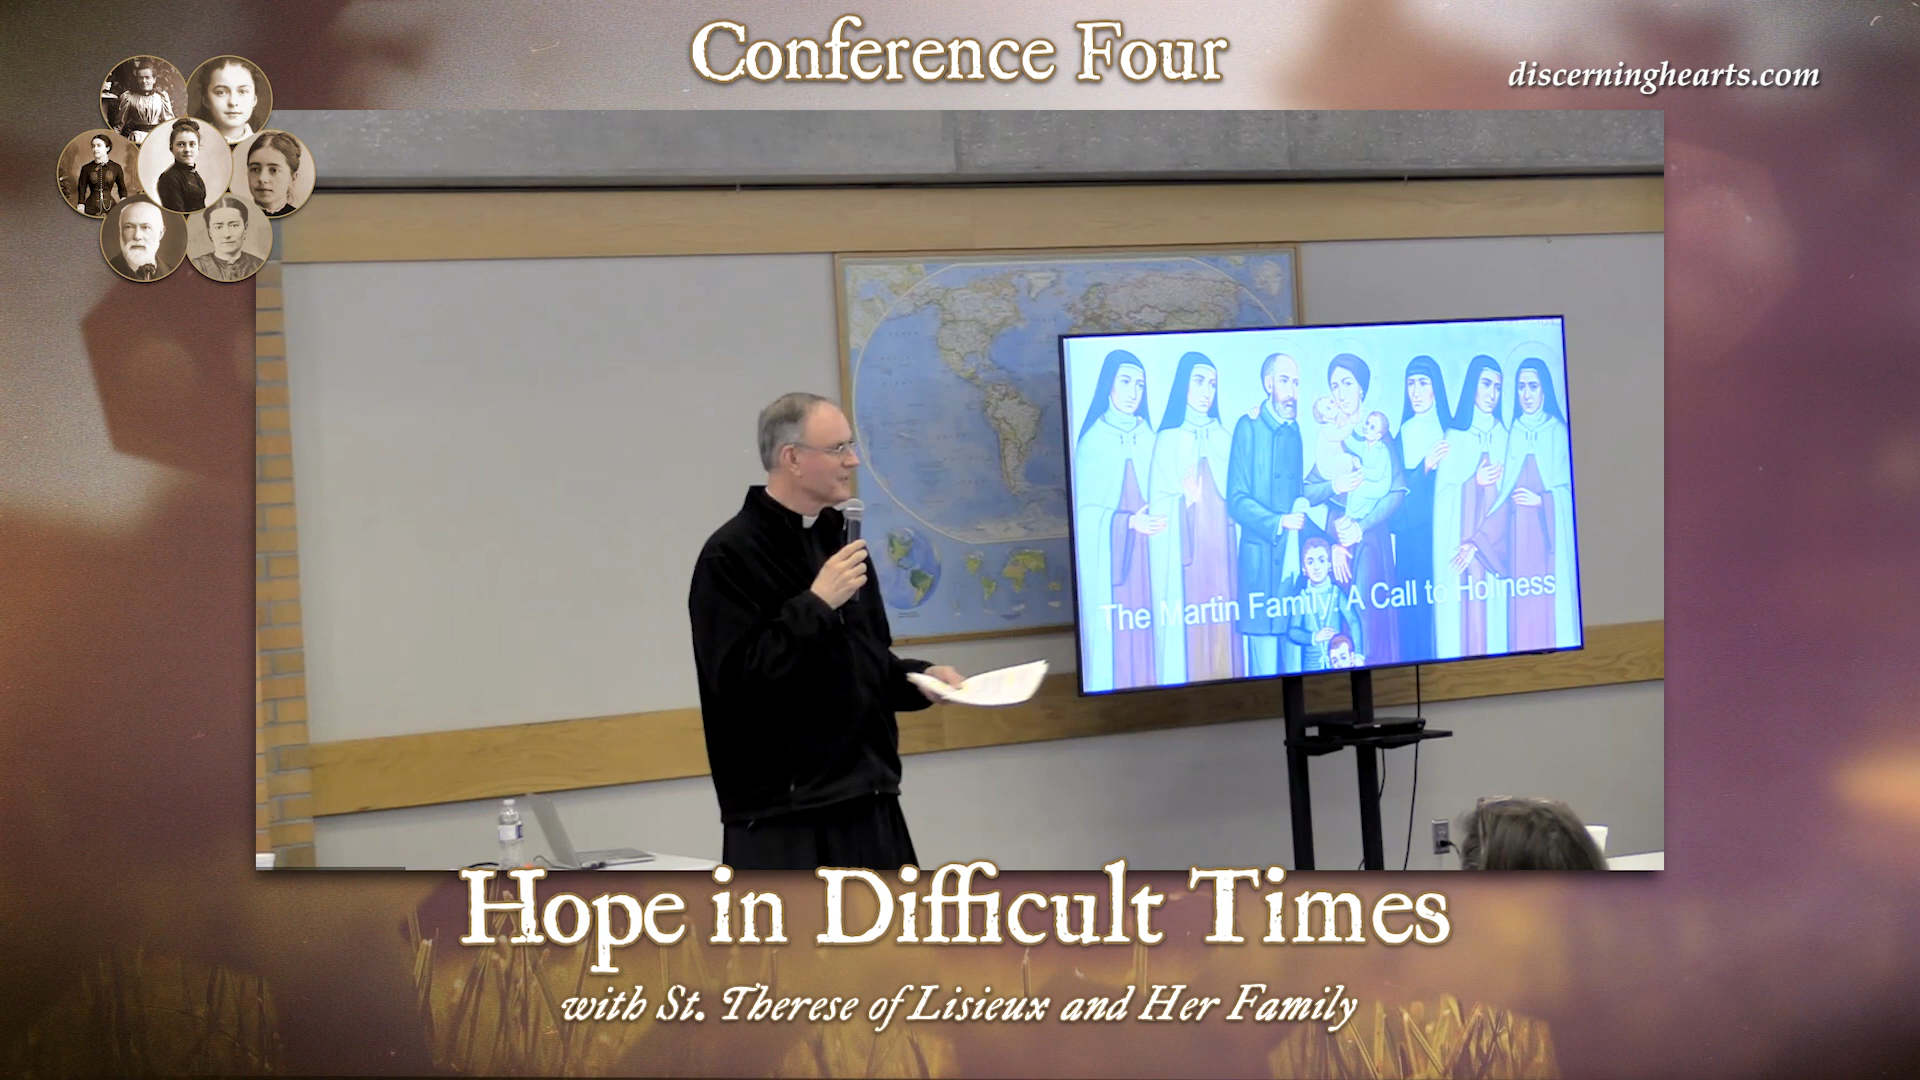 Conference Four
discerninghearts.com
The Martin Family: A Call to Holiness
Hope in Difficult Times
with St. Therese of Lisieux and Her Family